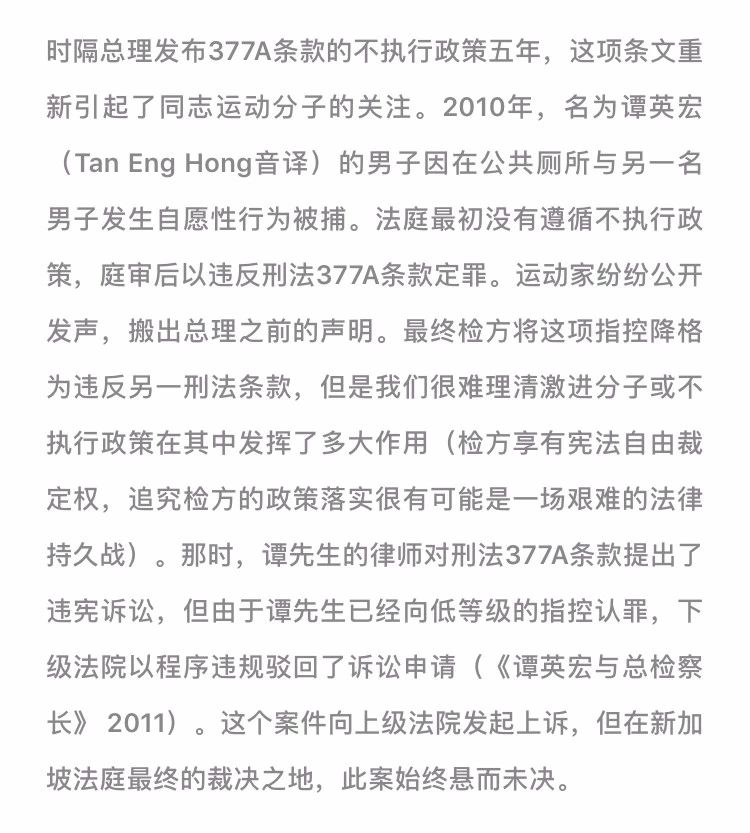 时隔总理发布377A条款的不执行政策五年，这项条文重
新引起了同志运动分子的关注。2010年，名为谭英宏
（Tan Eng Hong音译）的男子因在公共厕所与另一名
男子发生自愿性行为被捕。法庭最初没有遵循不执行政
策，庭审后以违反刑法377A条款定罪。运动家纷纷公开
发声，搬出总理之前的声明。最终检方将这项指控降格
为违反另一刑法条款，但是我们很难理清激进分子或不
执行政策在其中发挥了多大作用（检方享有宪法自由裁
定权，追究检方的政策落实很有可能是一场艰难的法律
持久战）。那时，谭先生的律师对刑法377A条款提出了
违宪诉讼，但由于谭先生已经向低等级的指控认罪，下
级法院以程序违规驳回了诉讼申请（《谭英宏与总检察
长》 2011）。这个案件向上级法院发起上诉，但在新加
坡法庭最终的裁决之地，此案始终悬而未决。